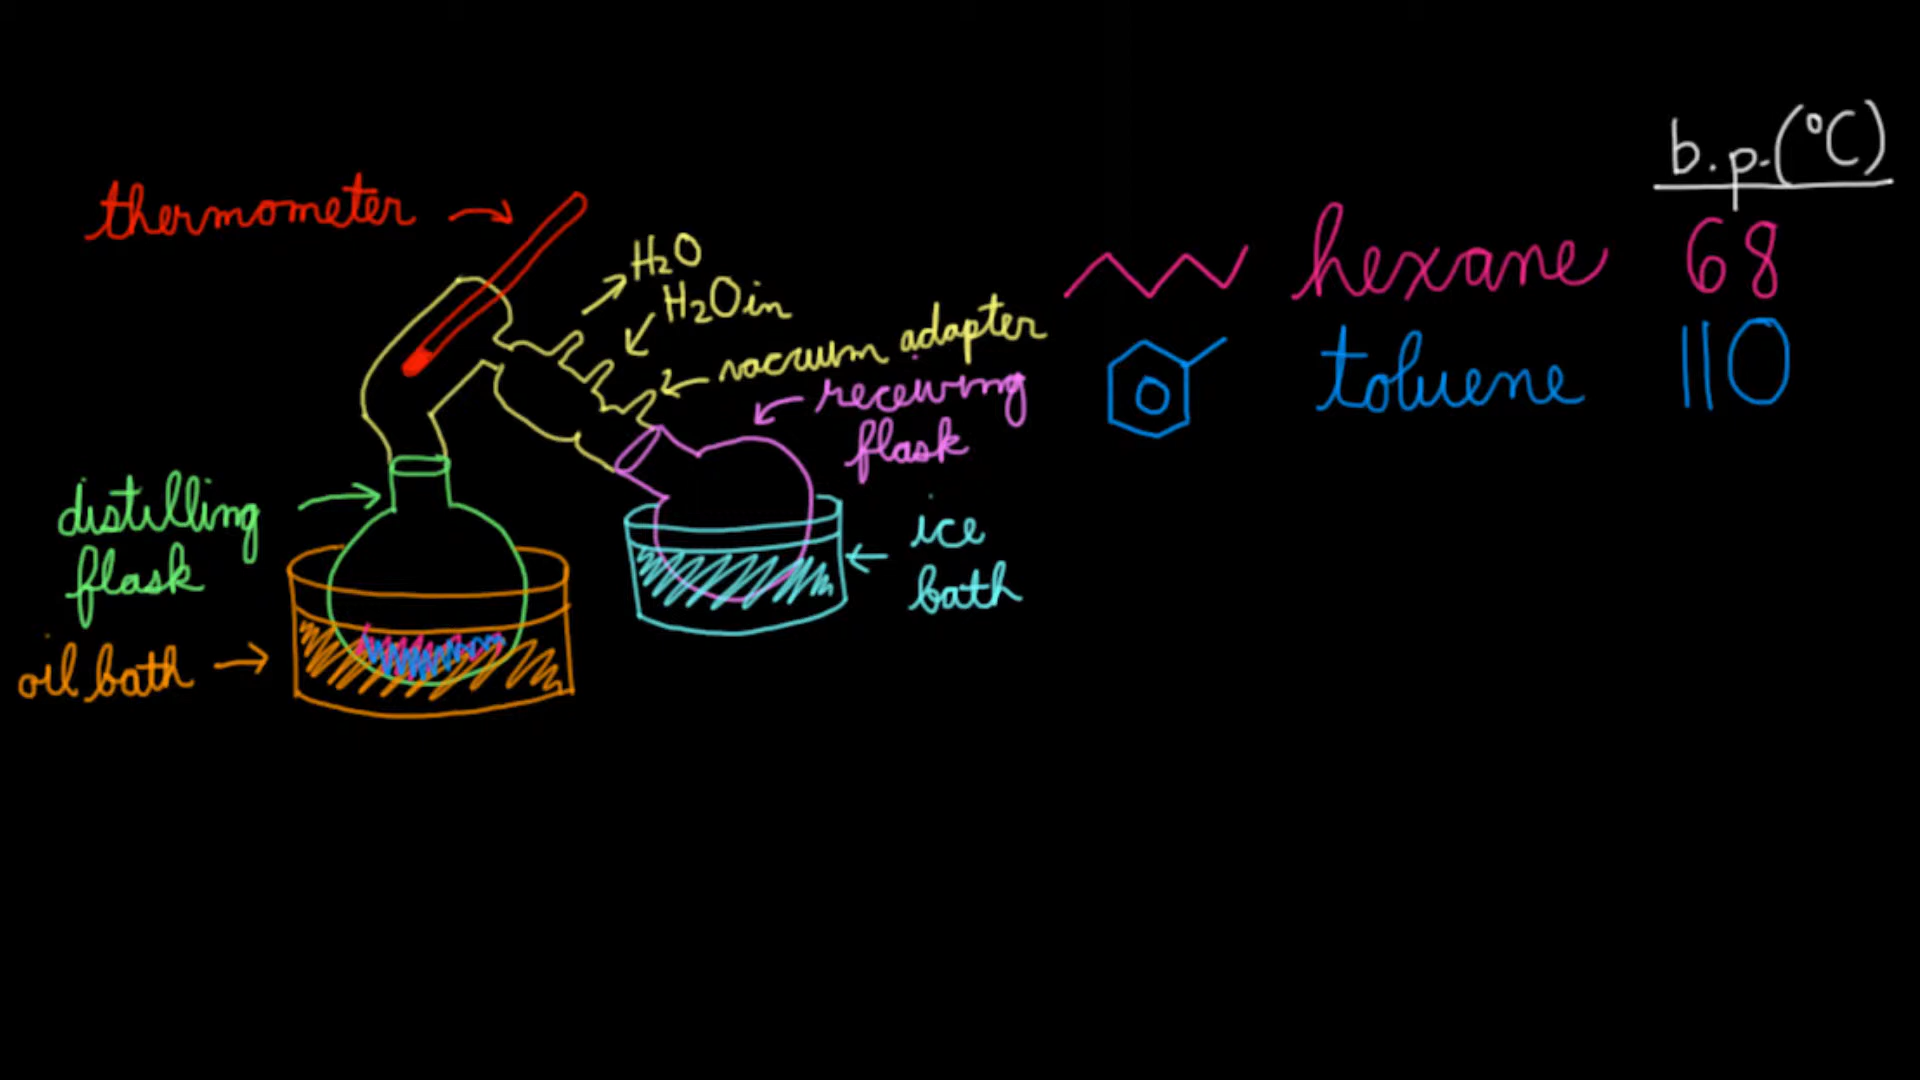 b.p.(°C)
thermometer
H₂O
H₂O in
vacuum adapter
receiving
flask
hexane 68
toluene 110
distilling
flask
ice
bath
oil bath